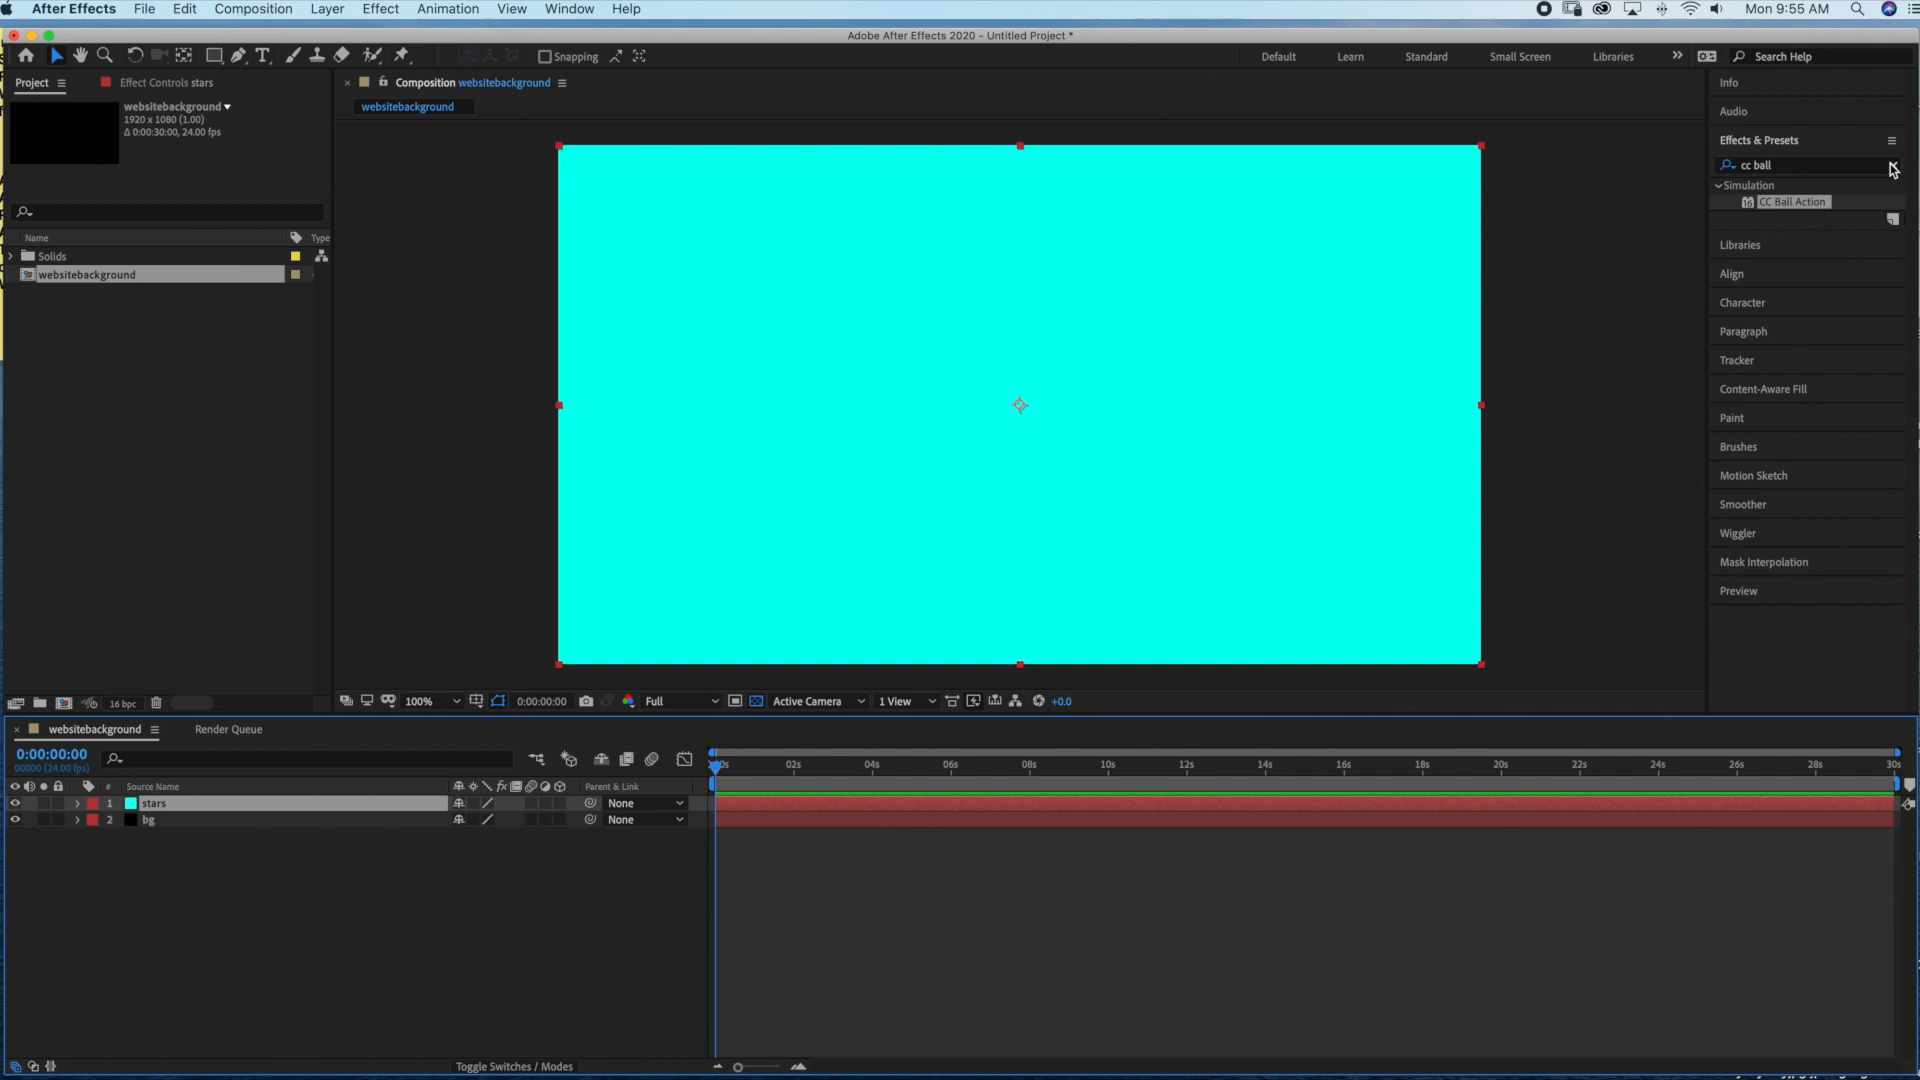 After Effects File Edit Composition Layer Effect Animation View Window Help Mon 9:55 AM
Adobe After Effects 2020 - Untitled Project *
Snapping Default Learn Standard Small Screen Libraries Search Help
Project Effect Controls stars
websitebackground
1920 x 1080 (1.00)
Δ 0:00:30:00, 24.00 fps
Name Type
Solids
websitebackground
16 bpc
Composition websitebackground
websitebackground
100% 0:00:00:00 Full Active Camera 1 View +0.0
Info
Audio
Effects & Presets
cc ball
Simulation
16 CC Ball Action
Libraries
Align
Character
Paragraph
Tracker
Content-Aware Fill
Paint
Brushes
Motion Sketch
Smoother
Wiggler
Mask Interpolation
Preview
websitebackground Render Queue
0:00:00:00
00000 (24.00 fps)
02s 04s 06s 08s 10s 12s 14s 16s 18s 20s 22s 24s 26s 28s 30s
# Source Name fx Parent & Link
1 stars None
2 bg None
Toggle Switches / Modes